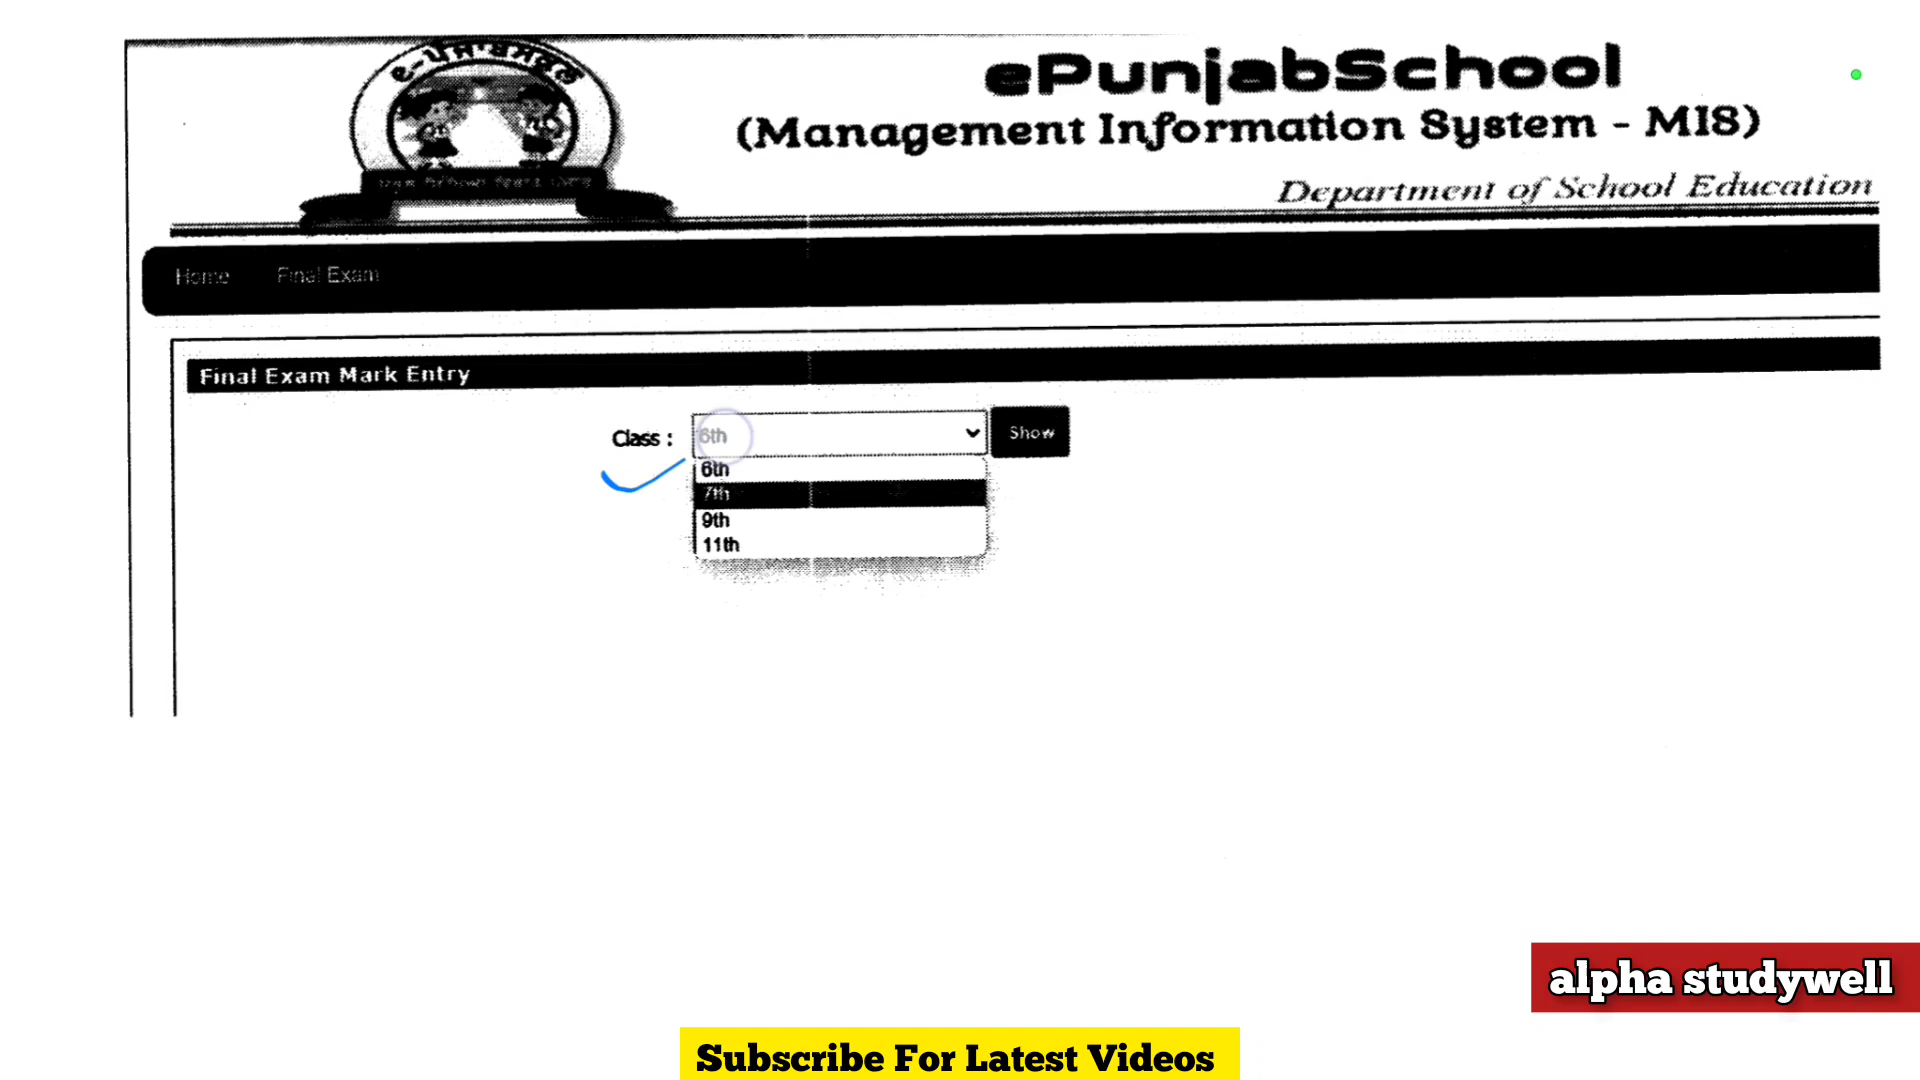 ਈ-ਪੰਜਾਬ ਸਕੂਲ
ePunjabSchool
(Management Information System - MIS)
Department of School Education
Home Final Exam
Final Exam Mark Entry
Class : 6th Show
6th
7th
9th
11th
alpha studywell
Subscribe For Latest Videos